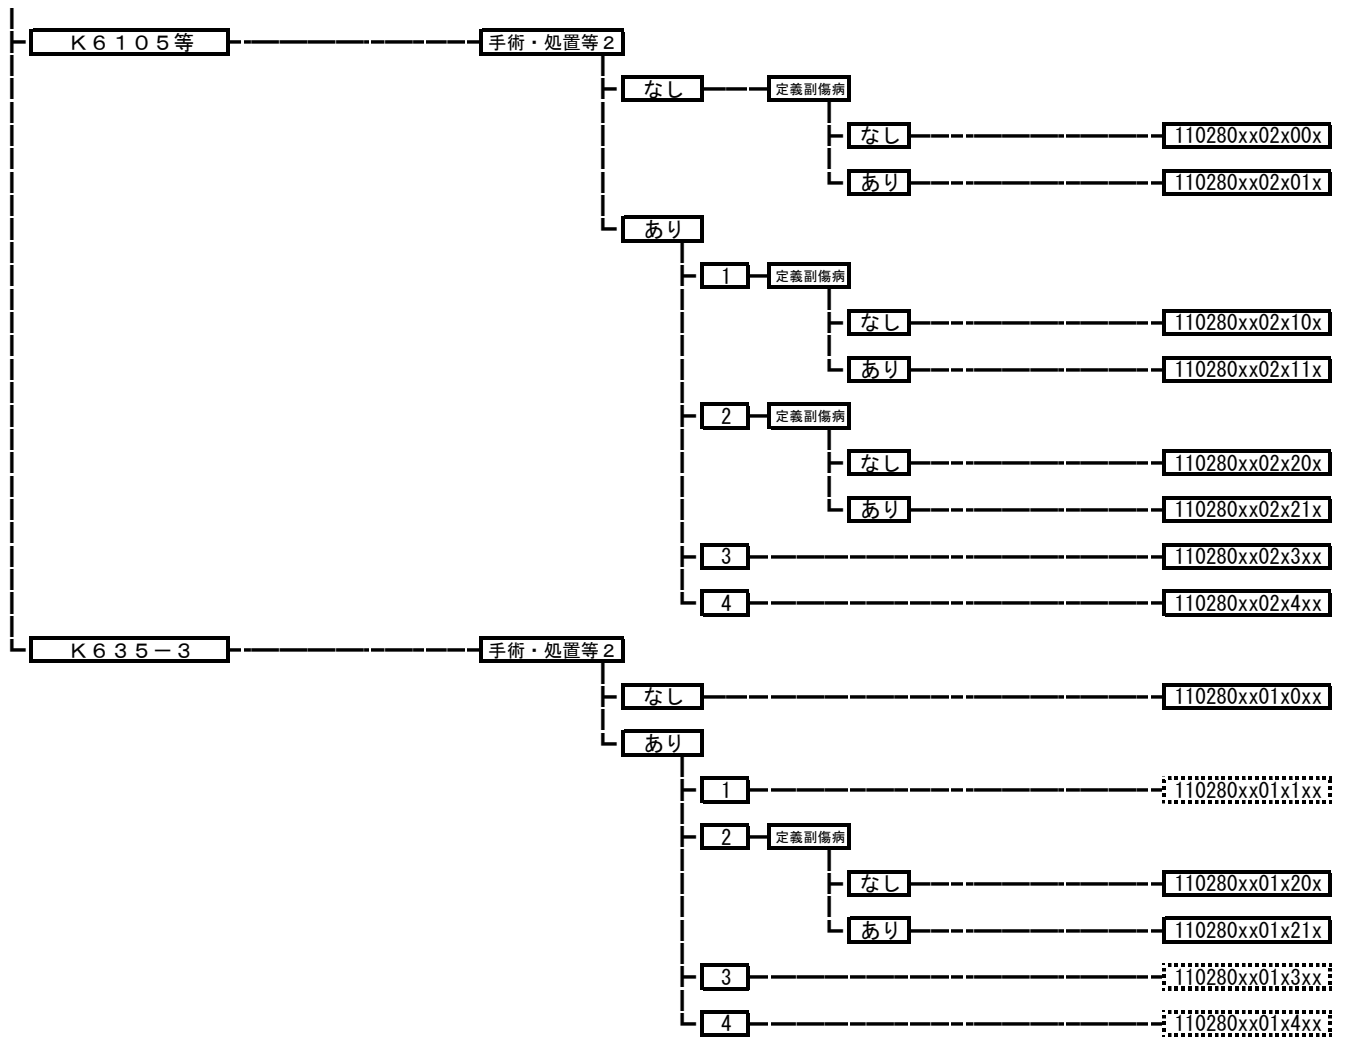 Ｋ６１０５等 手術・処置等２
なし 定義副傷病
なし 110280xx02x00x
あり 110280xx02x01x
あり
1 定義副傷病
なし 110280xx02x10x
あり 110280xx02x11x
2 定義副傷病
なし 110280xx02x20x
あり 110280xx02x21x
3 110280xx02x3xx
4 110280xx02x4xx
Ｋ６３５－３ 手術・処置等２
なし 110280xx01x0xx
あり
1 110280xx01x1xx
2 定義副傷病
なし 110280xx01x20x
あり 110280xx01x21x
3 110280xx01x3xx
4 110280xx01x4xx